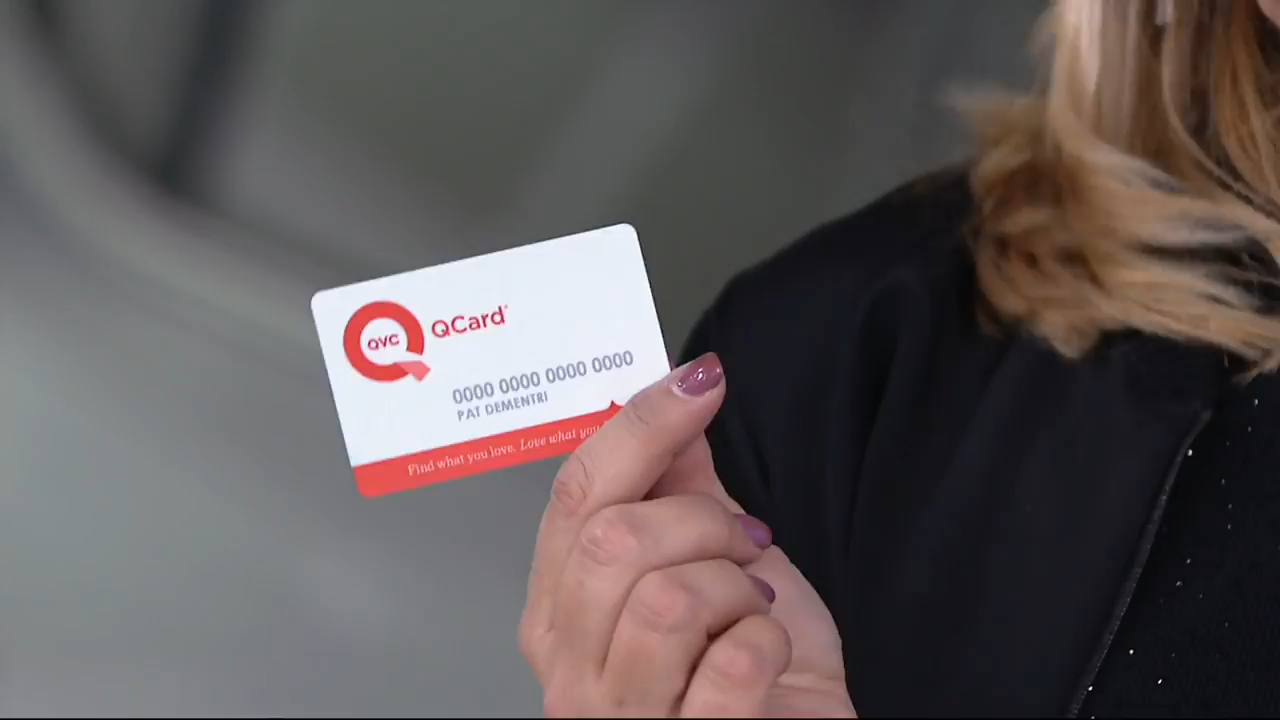 QVC
QCard®
0000 0000 0000 0000
PAT DEMENTRI
Find what you love. Love what you